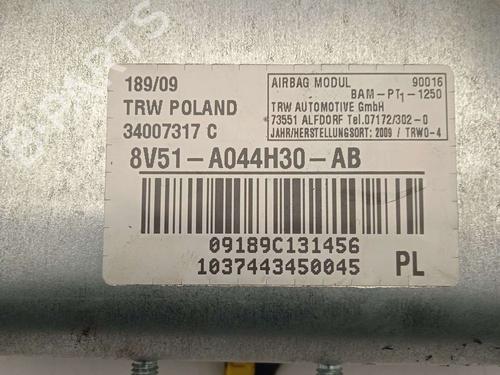 189/09
TRW POLAND
34007317 C
AIRBAG MODUL 90016
BAM-PT1-1250
TRW AUTOMOTIVE GmbH
73551 ALFDORF Tel.07172/302-0
JAHR/HERSTELLUNGSORT: 2009 / TRWO-4
8V51-A044H30-AB
09189C131456
1037443450045 PL